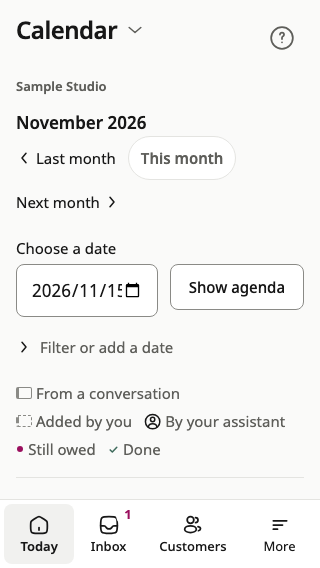 Calendar
Sample Studio
November 2026
Last month
This month
Next month
Choose a date
2026/11/15
Show agenda
Filter or add a date
From a conversation
Added by you
By your assistant
Still owed
Done
1
Today
Inbox
Customers
More